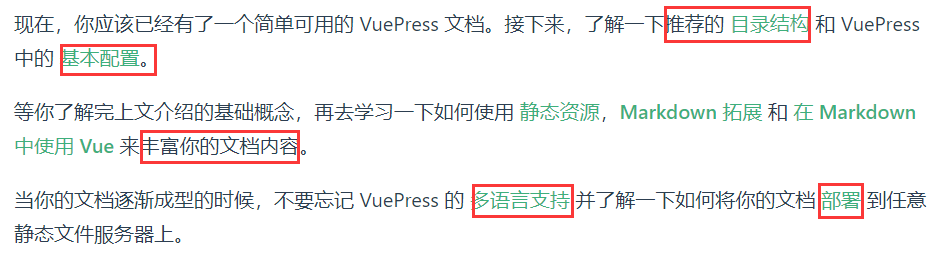 现在，你应该已经有了一个简单可用的 VuePress 文档。接下来，了解一下推荐的 目录结构 和 VuePress
中的 基本配置。
等你了解完上文介绍的基础概念，再去学习一下如何使用 静态资源，Markdown 拓展 和 在 Markdown
中使用 Vue 来丰富你的文档内容。
当你的文档逐渐成型的时候，不要忘记 VuePress 的 多语言支持 并了解一下如何将你的文档 部署 到任意
静态文件服务器上。